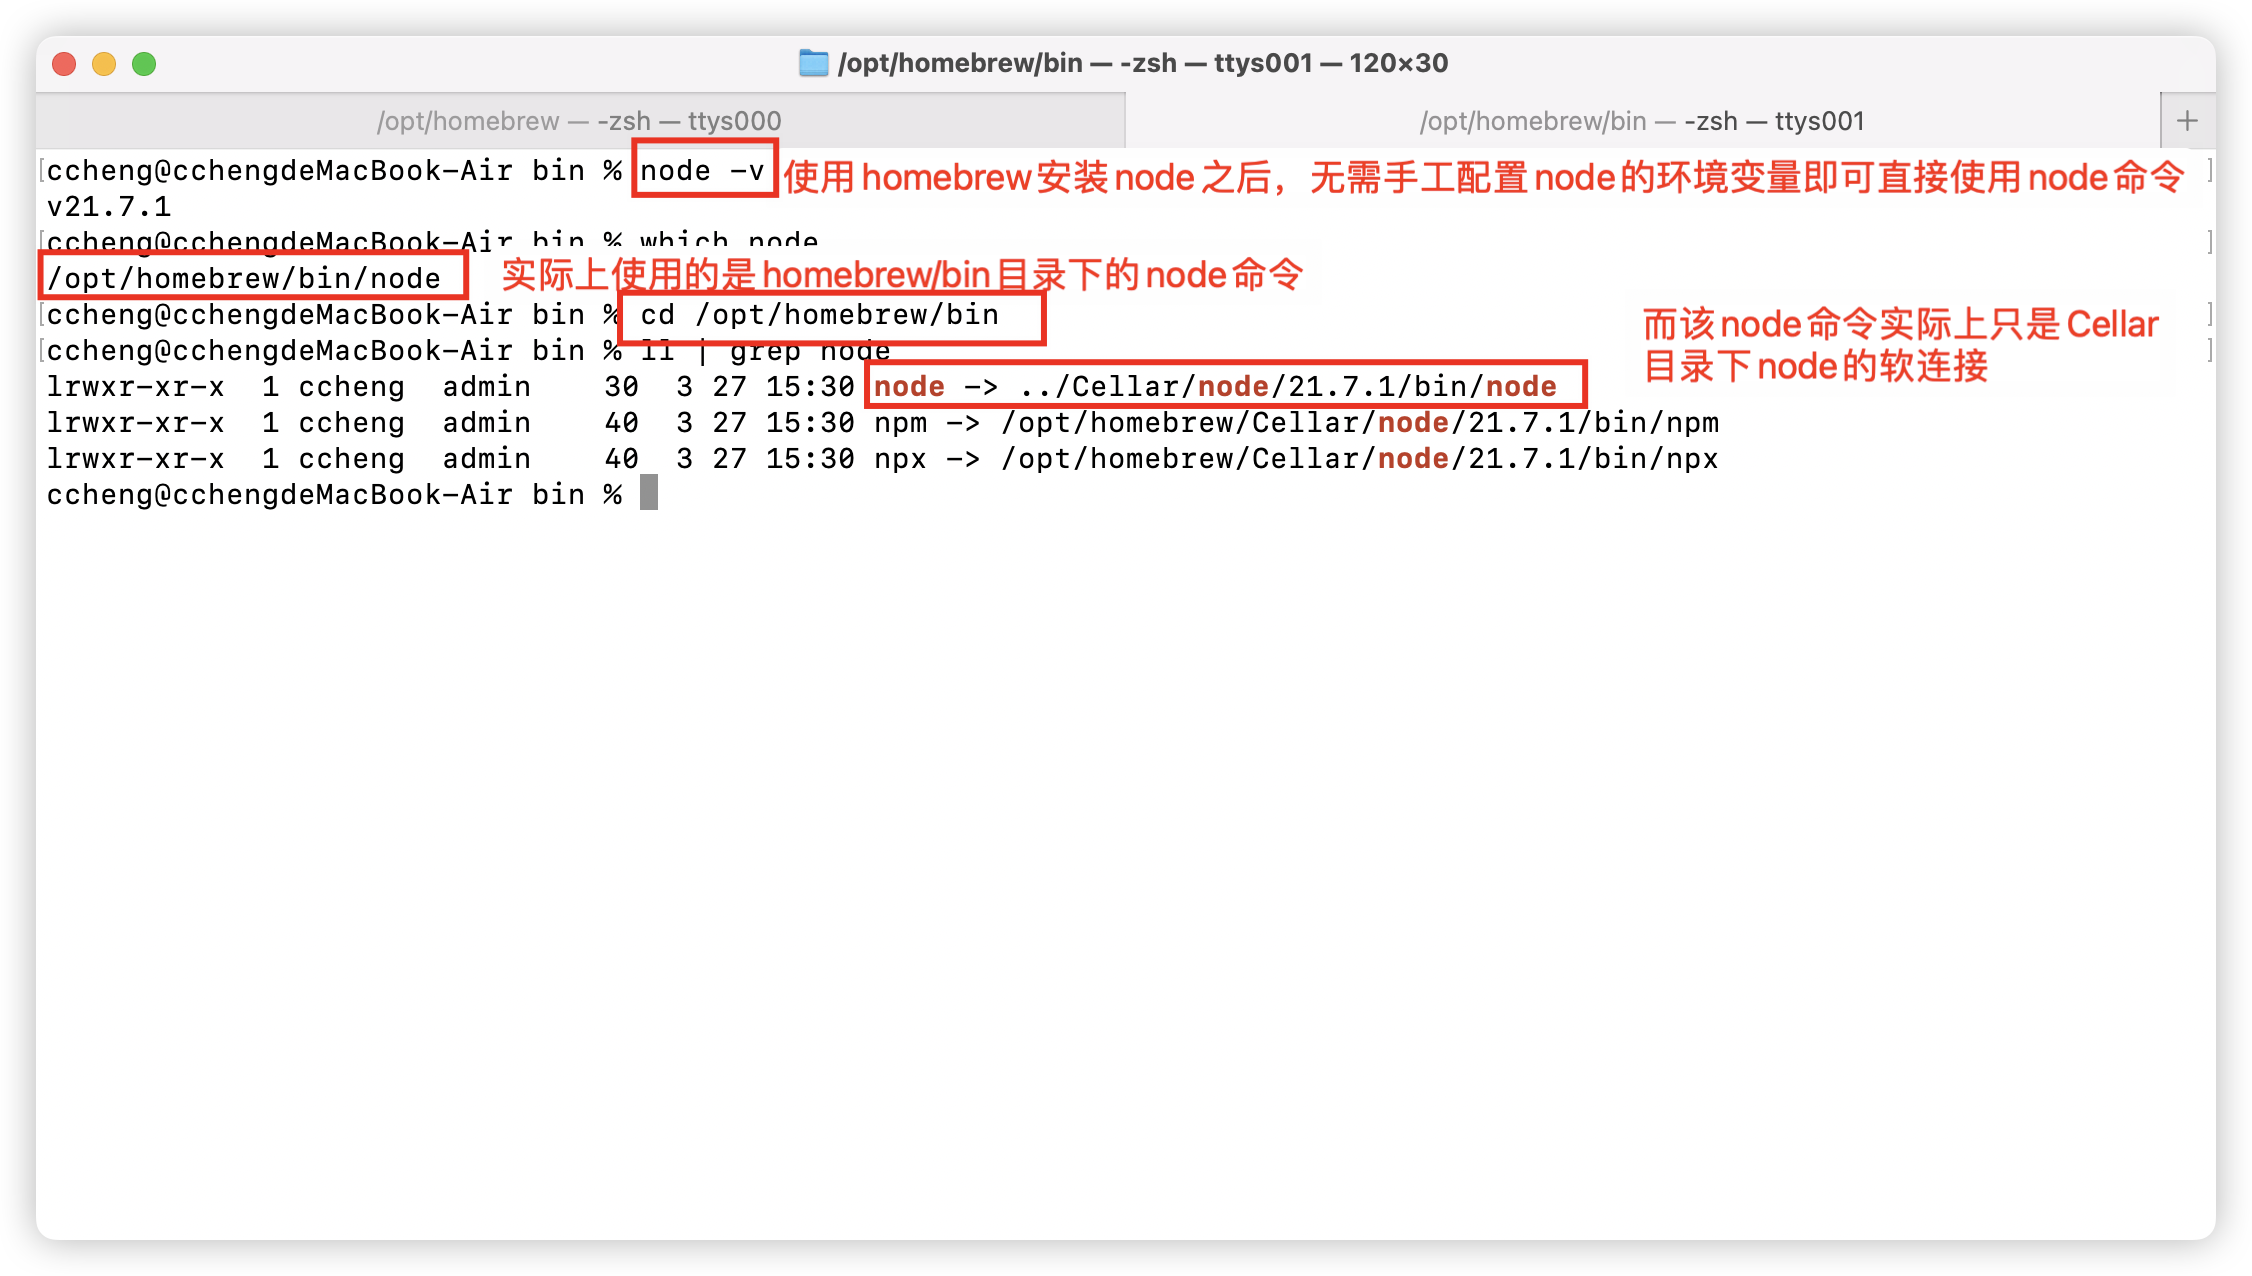 /opt/homebrew/bin — -zsh — ttys001 — 120×30
/opt/homebrew — -zsh — ttys000
/opt/homebrew/bin — -zsh — ttys001
+
ccheng@cchengdeMacBook-Air bin % node -v 使用homebrew安装node之后，无需手工配置node的环境变量即可直接使用node命令
v21.7.1
ccheng@cchengdeMacBook-Air bin % which node
/opt/homebrew/bin/node 实际上使用的是homebrew/bin目录下的node命令
ccheng@cchengdeMacBook-Air bin % cd /opt/homebrew/bin
而该node命令实际上只是Cellar
目录下node的软连接
ccheng@cchengdeMacBook-Air bin % ll | grep node
lrwxr-xr-x  1 ccheng  admin    30  3 27 15:30 node -> ../Cellar/node/21.7.1/bin/node
lrwxr-xr-x  1 ccheng  admin    40  3 27 15:30 npm -> /opt/homebrew/Cellar/node/21.7.1/bin/npm
lrwxr-xr-x  1 ccheng  admin    40  3 27 15:30 npx -> /opt/homebrew/Cellar/node/21.7.1/bin/npx
ccheng@cchengdeMacBook-Air bin %